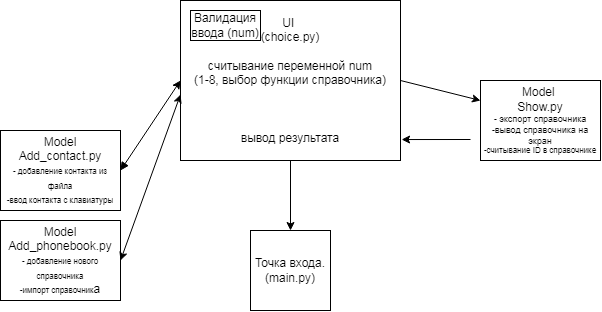 Валидация
ввода (num)
UI
(choice.py)
считывание переменной num
(1-8, выбор функции справочника)
вывод результата
Model
Show.py
- экспорт справочника
-вывод справочника на
экран
-считывание ID в справочнике
Model
Add_contact.py
- добавление контакта из
файла
-ввод контакта с клавиатуры
Model
Add_phonebook.py
- добавление нового
справочника
-импорт справочника
Точка входа.
(main.py)